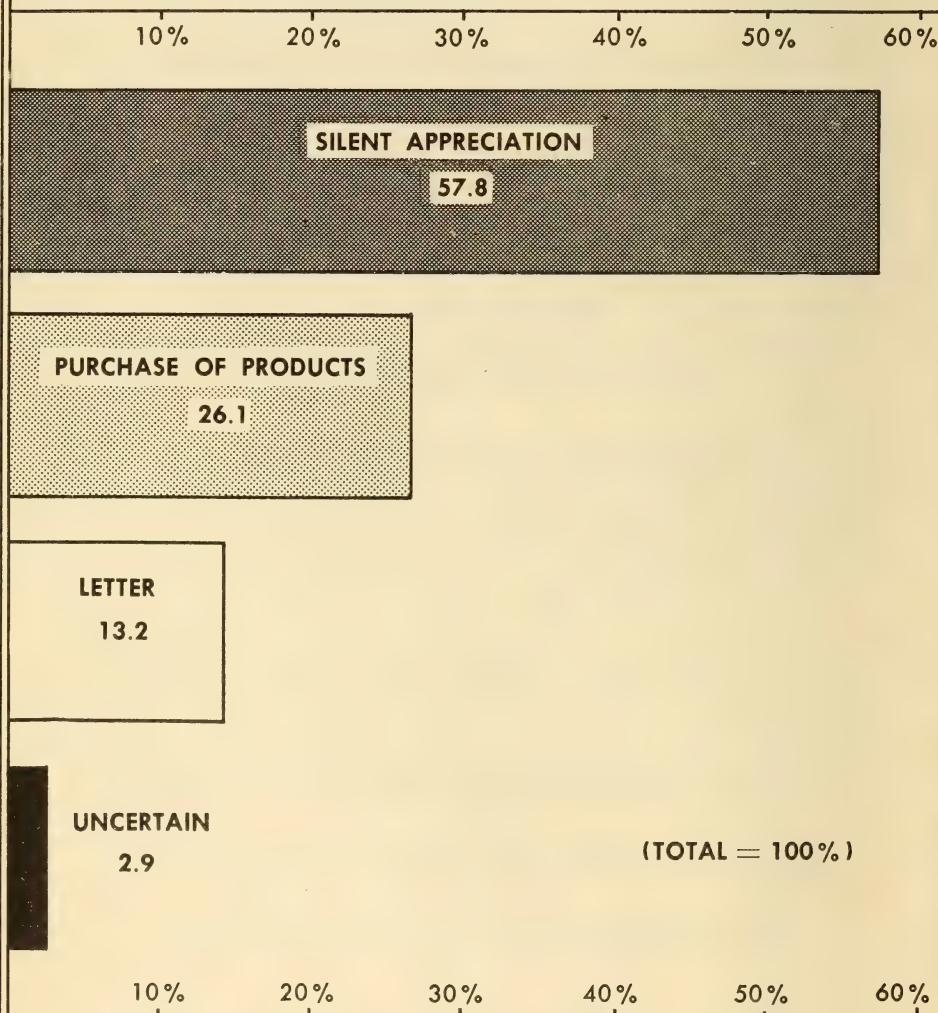 10% 20% 30% 40% 50% 60%
SILENT APPRECIATION
57.8
PURCHASE OF PRODUCTS
26.1
LETTER
13.2
UNCERTAIN
2.9
(TOTAL = 100%)
10% 20% 30% 40% 50% 60%